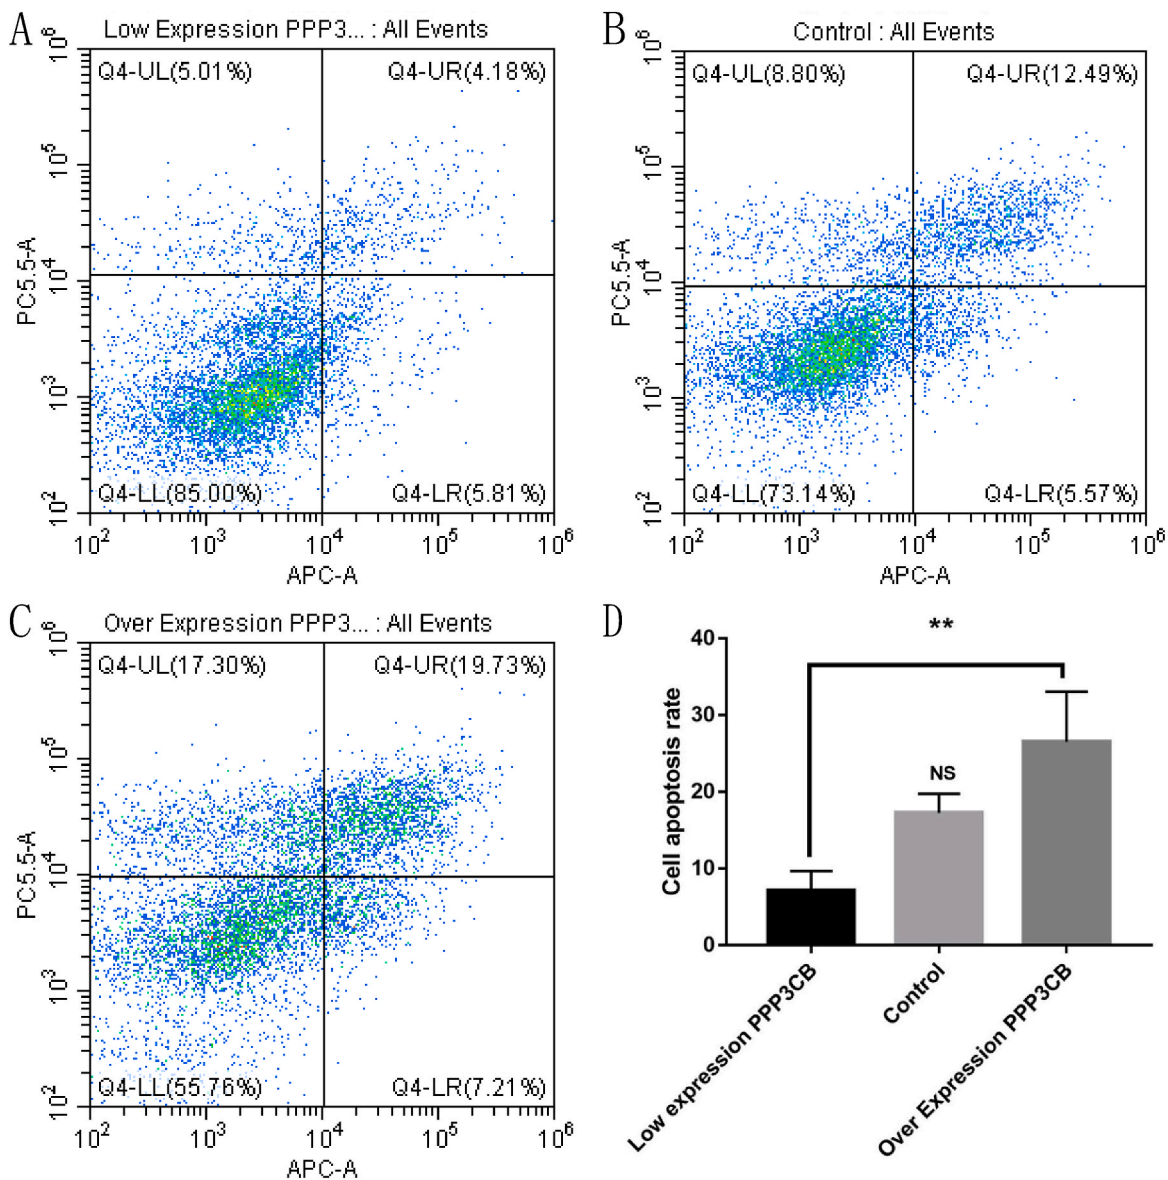 A
Low Expression PPP3... : All Events
Q4-UL(5.01%)
Q4-UR(4.18%)
Q4-LL(85.00%)
Q4-LR(5.81%)
PC5.5-A
10^6
10^5
10^4
10^3
10^2
10^2 10^3 10^4 10^5 10^6
APC-A
B
Control : All Events
Q4-UL(8.80%)
Q4-UR(12.49%)
Q4-LL(73.14%)
Q4-LR(5.57%)
PC5.5-A
10^6
10^5
10^4
10^3
10^2
10^2 10^3 10^4 10^5 10^6
APC-A
C
Over Expression PPP3... : All Events
Q4-UL(17.30%)
Q4-UR(19.73%)
Q4-LL(55.76%)
Q4-LR(7.21%)
PC5.5-A
10^6
10^5
10^4
10^3
10^2
10^2 10^3 10^4 10^5 10^6
APC-A
D
**
NS
Cell apoptosis rate
40
30
20
10
0
Low expression PPP3CB
Control
Over Expression PPP3CB